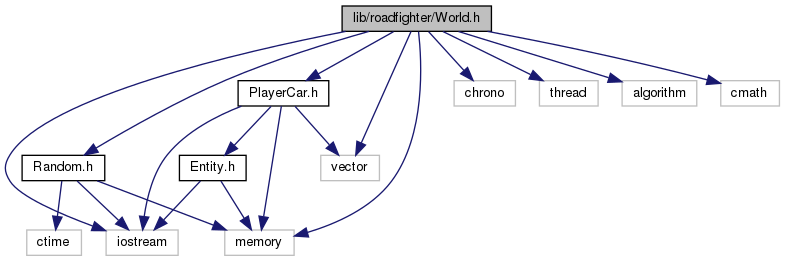 lib/roadfighter/World.h
PlayerCar.h
chrono
thread
algorithm
cmath
Random.h
Entity.h
vector
ctime
iostream
memory